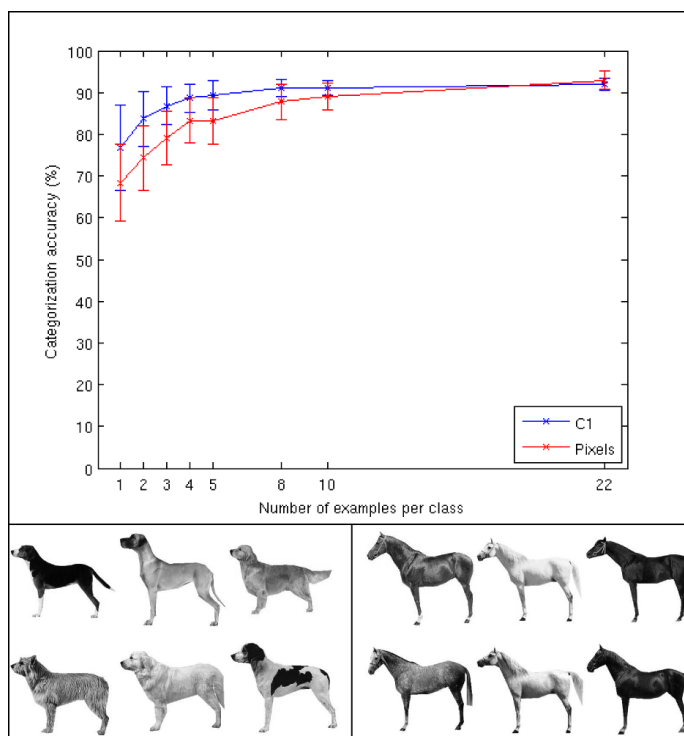 100
90
80
70
60
50
40
30
20
10
0
Categorization accuracy (%)
C1
Pixels
1 2 3 4 5 8 10 22
Number of examples per class